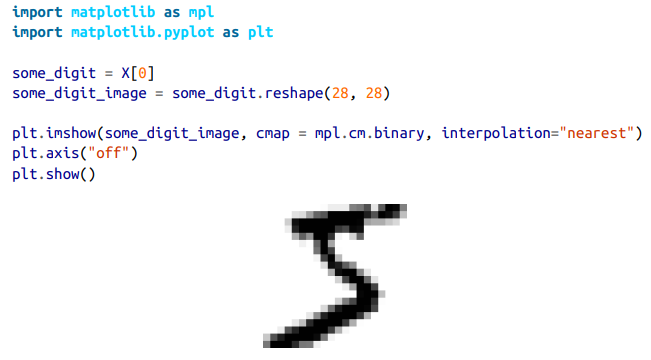 import matplotlib as mpl
import matplotlib.pyplot as plt
some_digit = X[0]
some_digit_image = some_digit.reshape(28, 28)
plt.imshow(some_digit_image, cmap = mpl.cm.binary, interpolation="nearest")
plt.axis("off")
plt.show()
5